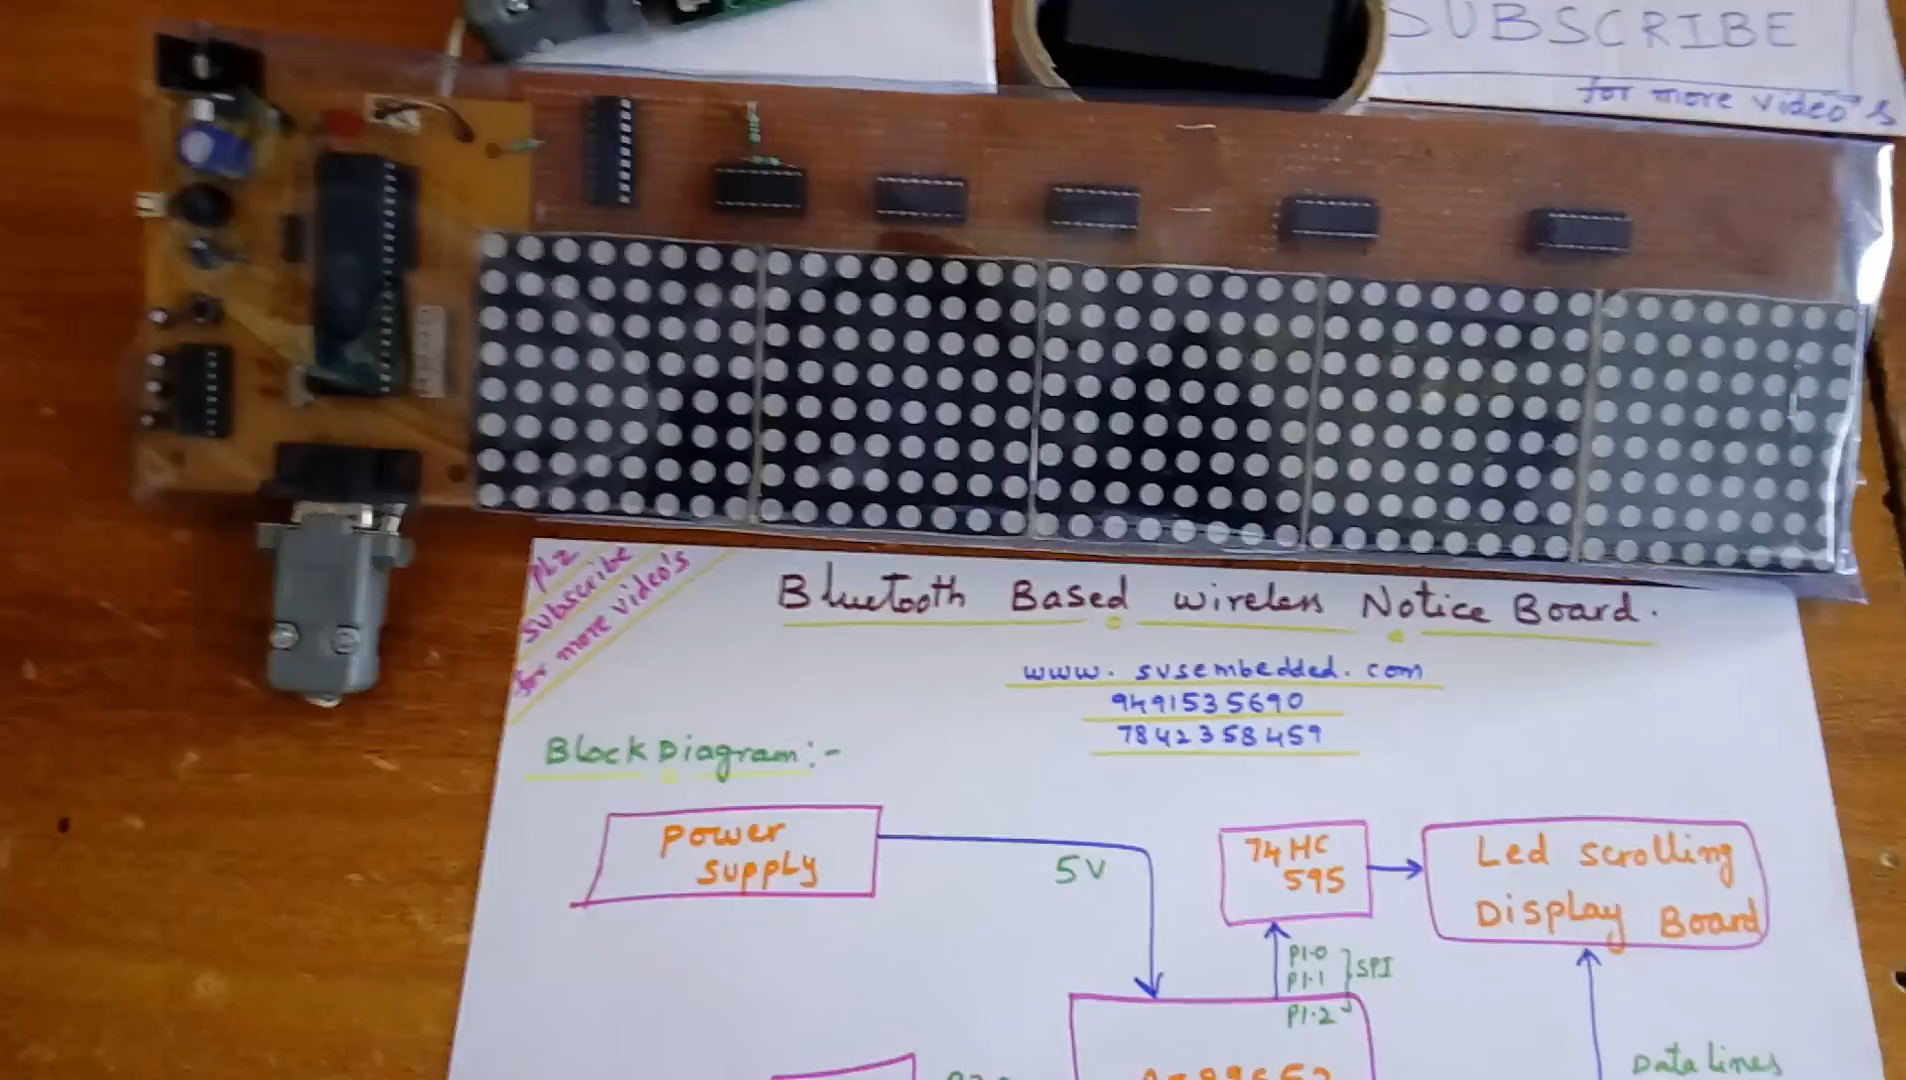 SUBSCRIBE
for more video's
Plz
subscribe
for more video's
Bluetooth Based wireless Notice Board.
www.svsembedded.com
9491535690
7842358459
Block Diagram:-
Power
supply
5V
74HC
595
Led scrolling
Display Board
P1.0
P1.1
P1.2
SPI
Data lines